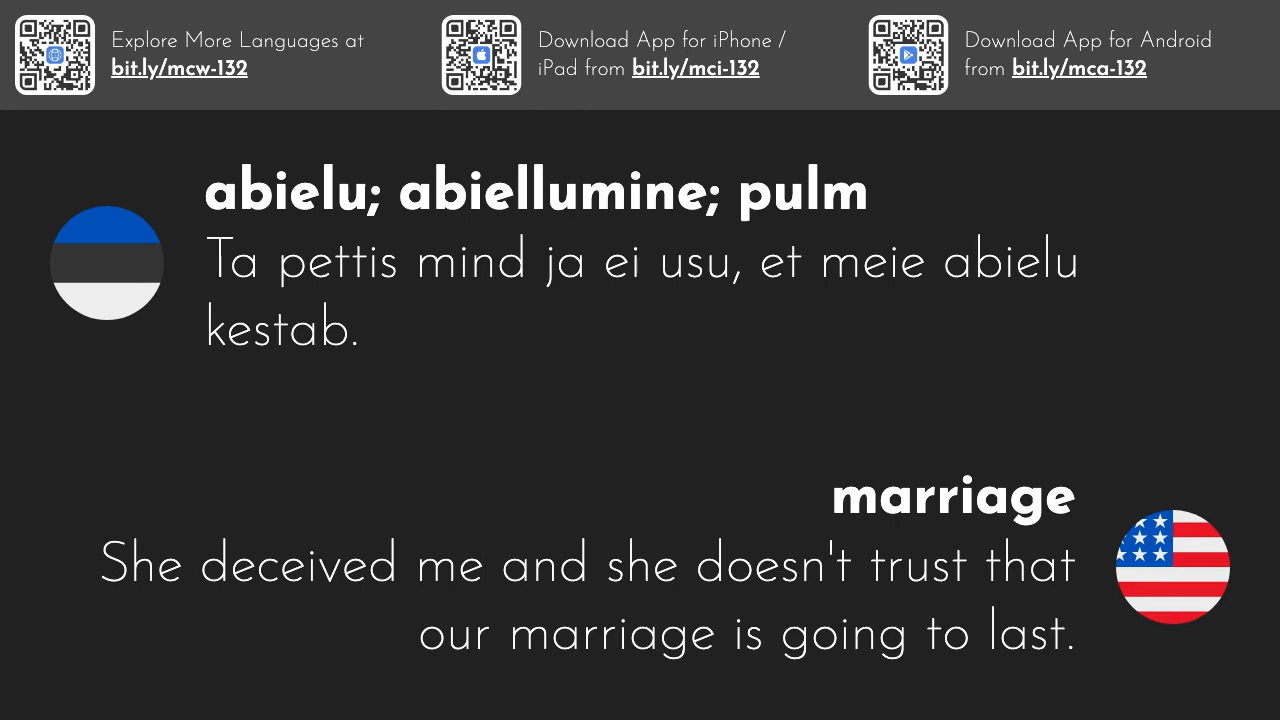 Explore More Languages at
bit.ly/mcw-132
Download App for iPhone /
iPad from bit.ly/mci-132
Download App for Android
from bit.ly/mca-132
abielu; abiellumine; pulm
Ta pettis mind ja ei usu, et meie abielu
kestab.
marriage
She deceived me and she doesn't trust that
our marriage is going to last.